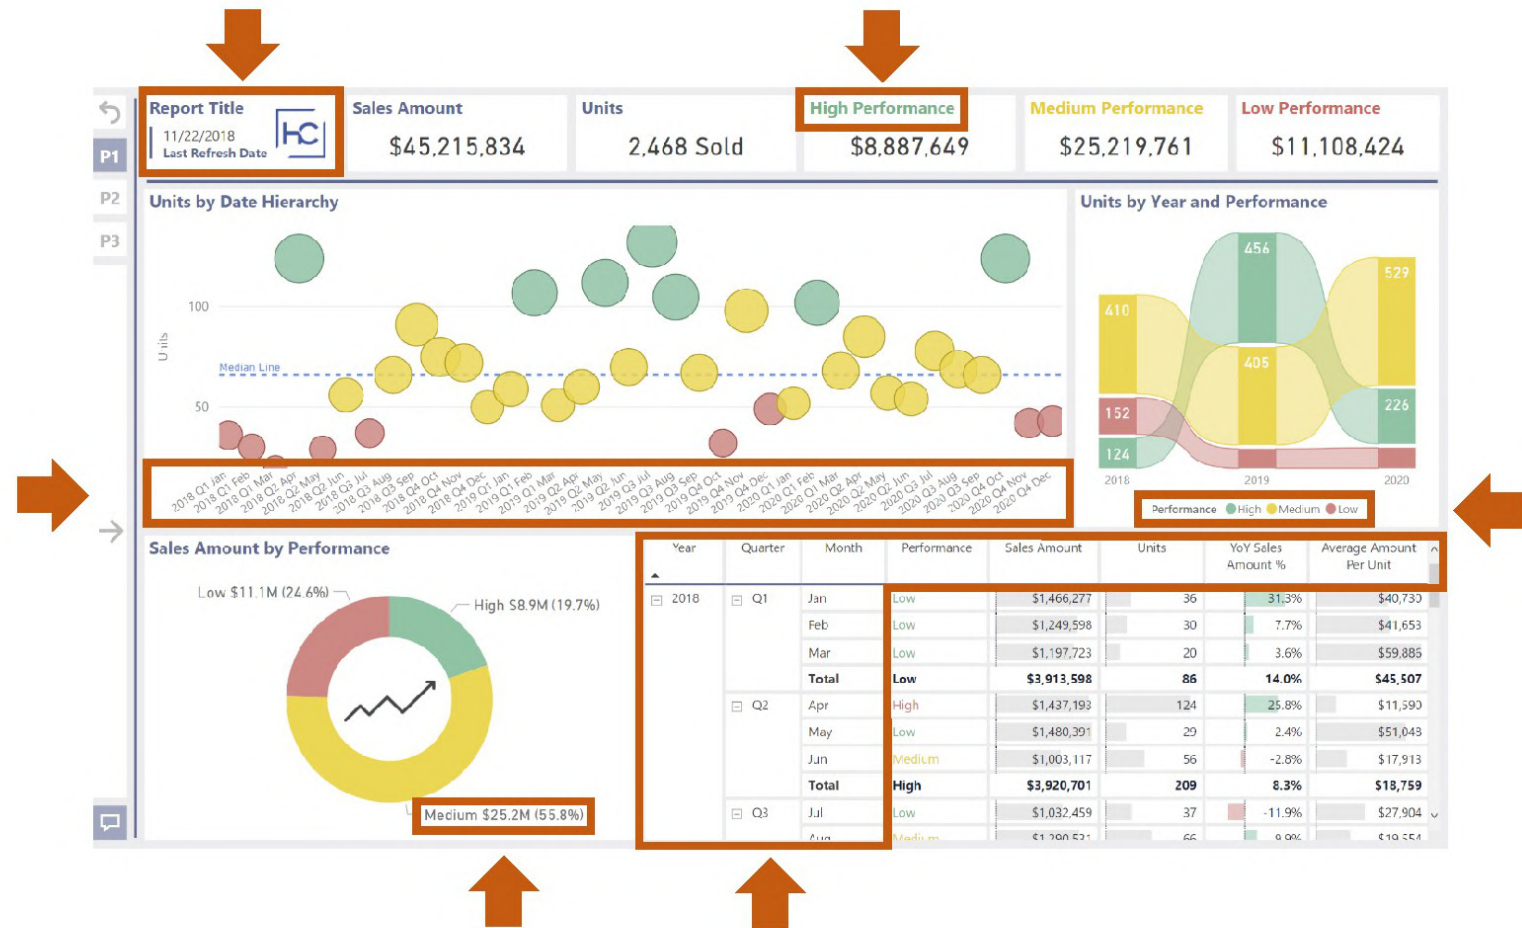 Report Title
11/22/2018
Last Refresh Date
HC
Sales Amount
$45,215,834
Units
2,468 Sold
High Performance
$8,887,649
Medium Performance
$25,219,761
Low Performance
$11,108,424
P1
P2
P3
Units by Date Hierarchy
100
Units
Median Line
50
2018 Q1 Jan
2018 Q1 Feb
2018 Q1 Mar
2018 Q2 Apr
2018 Q2 May
2018 Q2 Jun
2018 Q3 Jul
2018 Q3 Aug
2018 Q3 Sep
2018 Q4 Oct
2018 Q4 Nov
2018 Q4 Dec
2019 Q1 Jan
2019 Q1 Feb
2019 Q1 Mar
2019 Q2 Apr
2019 Q2 May
2019 Q2 Jun
2019 Q3 Jul
2019 Q3 Aug
2019 Q3 Sep
2019 Q4 Oct
2019 Q4 Nov
2019 Q4 Dec
2020 Q1 Jan
2020 Q1 Feb
2020 Q1 Mar
2020 Q2 Apr
2020 Q2 May
2020 Q2 Jun
2020 Q3 Jul
2020 Q3 Aug
2020 Q3 Sep
2020 Q4 Oct
2020 Q4 Nov
2020 Q4 Dec
Units by Year and Performance
456
529
410
405
152
226
124
2018 2019 2020
Performance High Medium Low
Sales Amount by Performance
Low $11.1M (24.6%)
High $8.9M (19.7%)
Medium $25.2M (55.8%)
Year Quarter Month Performance Sales Amount Units YoY Sales Amount % Average Amount Per Unit
2018 Q1 Jan Low $1,466,277 36 31.3% $40,730
Feb Low $1,249,598 30 7.7% $41,653
Mar Low $1,197,723 20 3.6% $59,886
Total Low $3,913,598 86 14.0% $45,507
Q2 Apr High $1,437,193 124 25.8% $11,590
May Low $1,480,391 29 2.4% $51,048
Jun Medium $1,003,117 56 -2.8% $17,913
Total High $3,920,701 209 8.3% $18,759
Q3 Jul Low $1,032,459 37 -11.9% $27,904
Aug Medium $1,290,531 66 9.9% $19,554